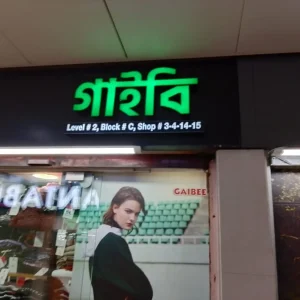 গাইবি
Level # 2, Block # C, Shop # 3-4-14-15
GAIBEE